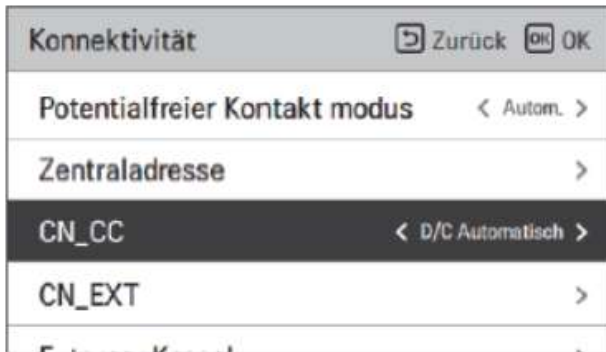 Konnektivität Zurück OK OK
Potentialfreier Kontakt modus < Autom. >
Zentraladresse >
CN_CC < D/C Automatisch >
CN_EXT >